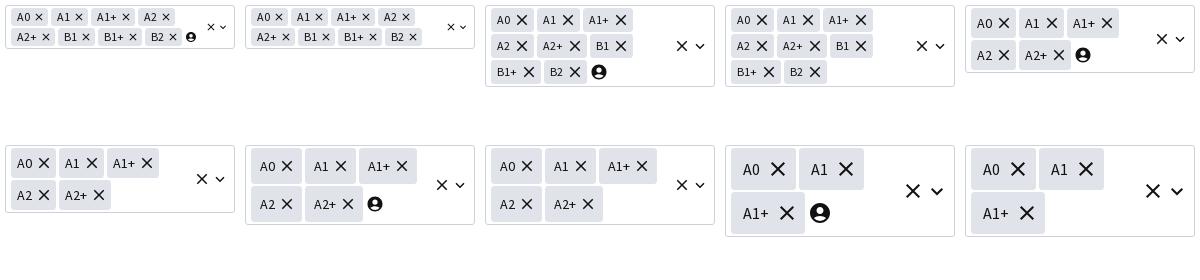 A0 A1 A1+ A2
A2+ B1 B1+ B2
A0 A1 A1+ A2
A2+ B1 B1+ B2
A0 A1 A1+
A2 A2+ B1
B1+ B2
A0 A1 A1+
A2 A2+ B1
B1+ B2
A0 A1 A1+
A2 A2+
A0 A1 A1+
A2 A2+
A0 A1 A1+
A2 A2+
A0 A1 A1+
A2 A2+
A0 A1
A1+
A0 A1
A1+